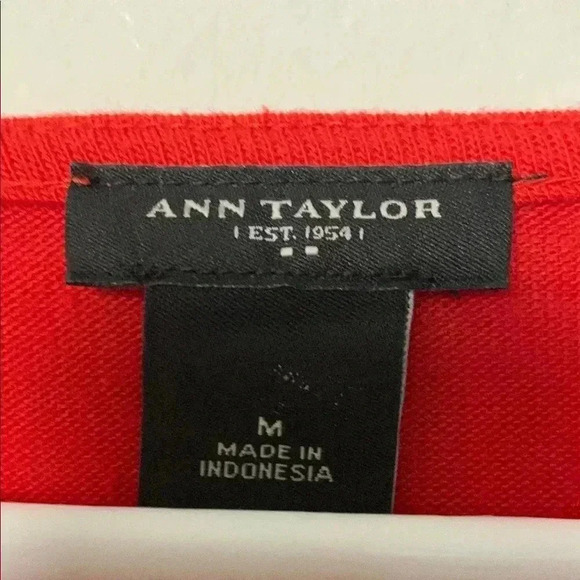 ANN TAYLOR
EST. 1954
M
MADE IN
INDONESIA